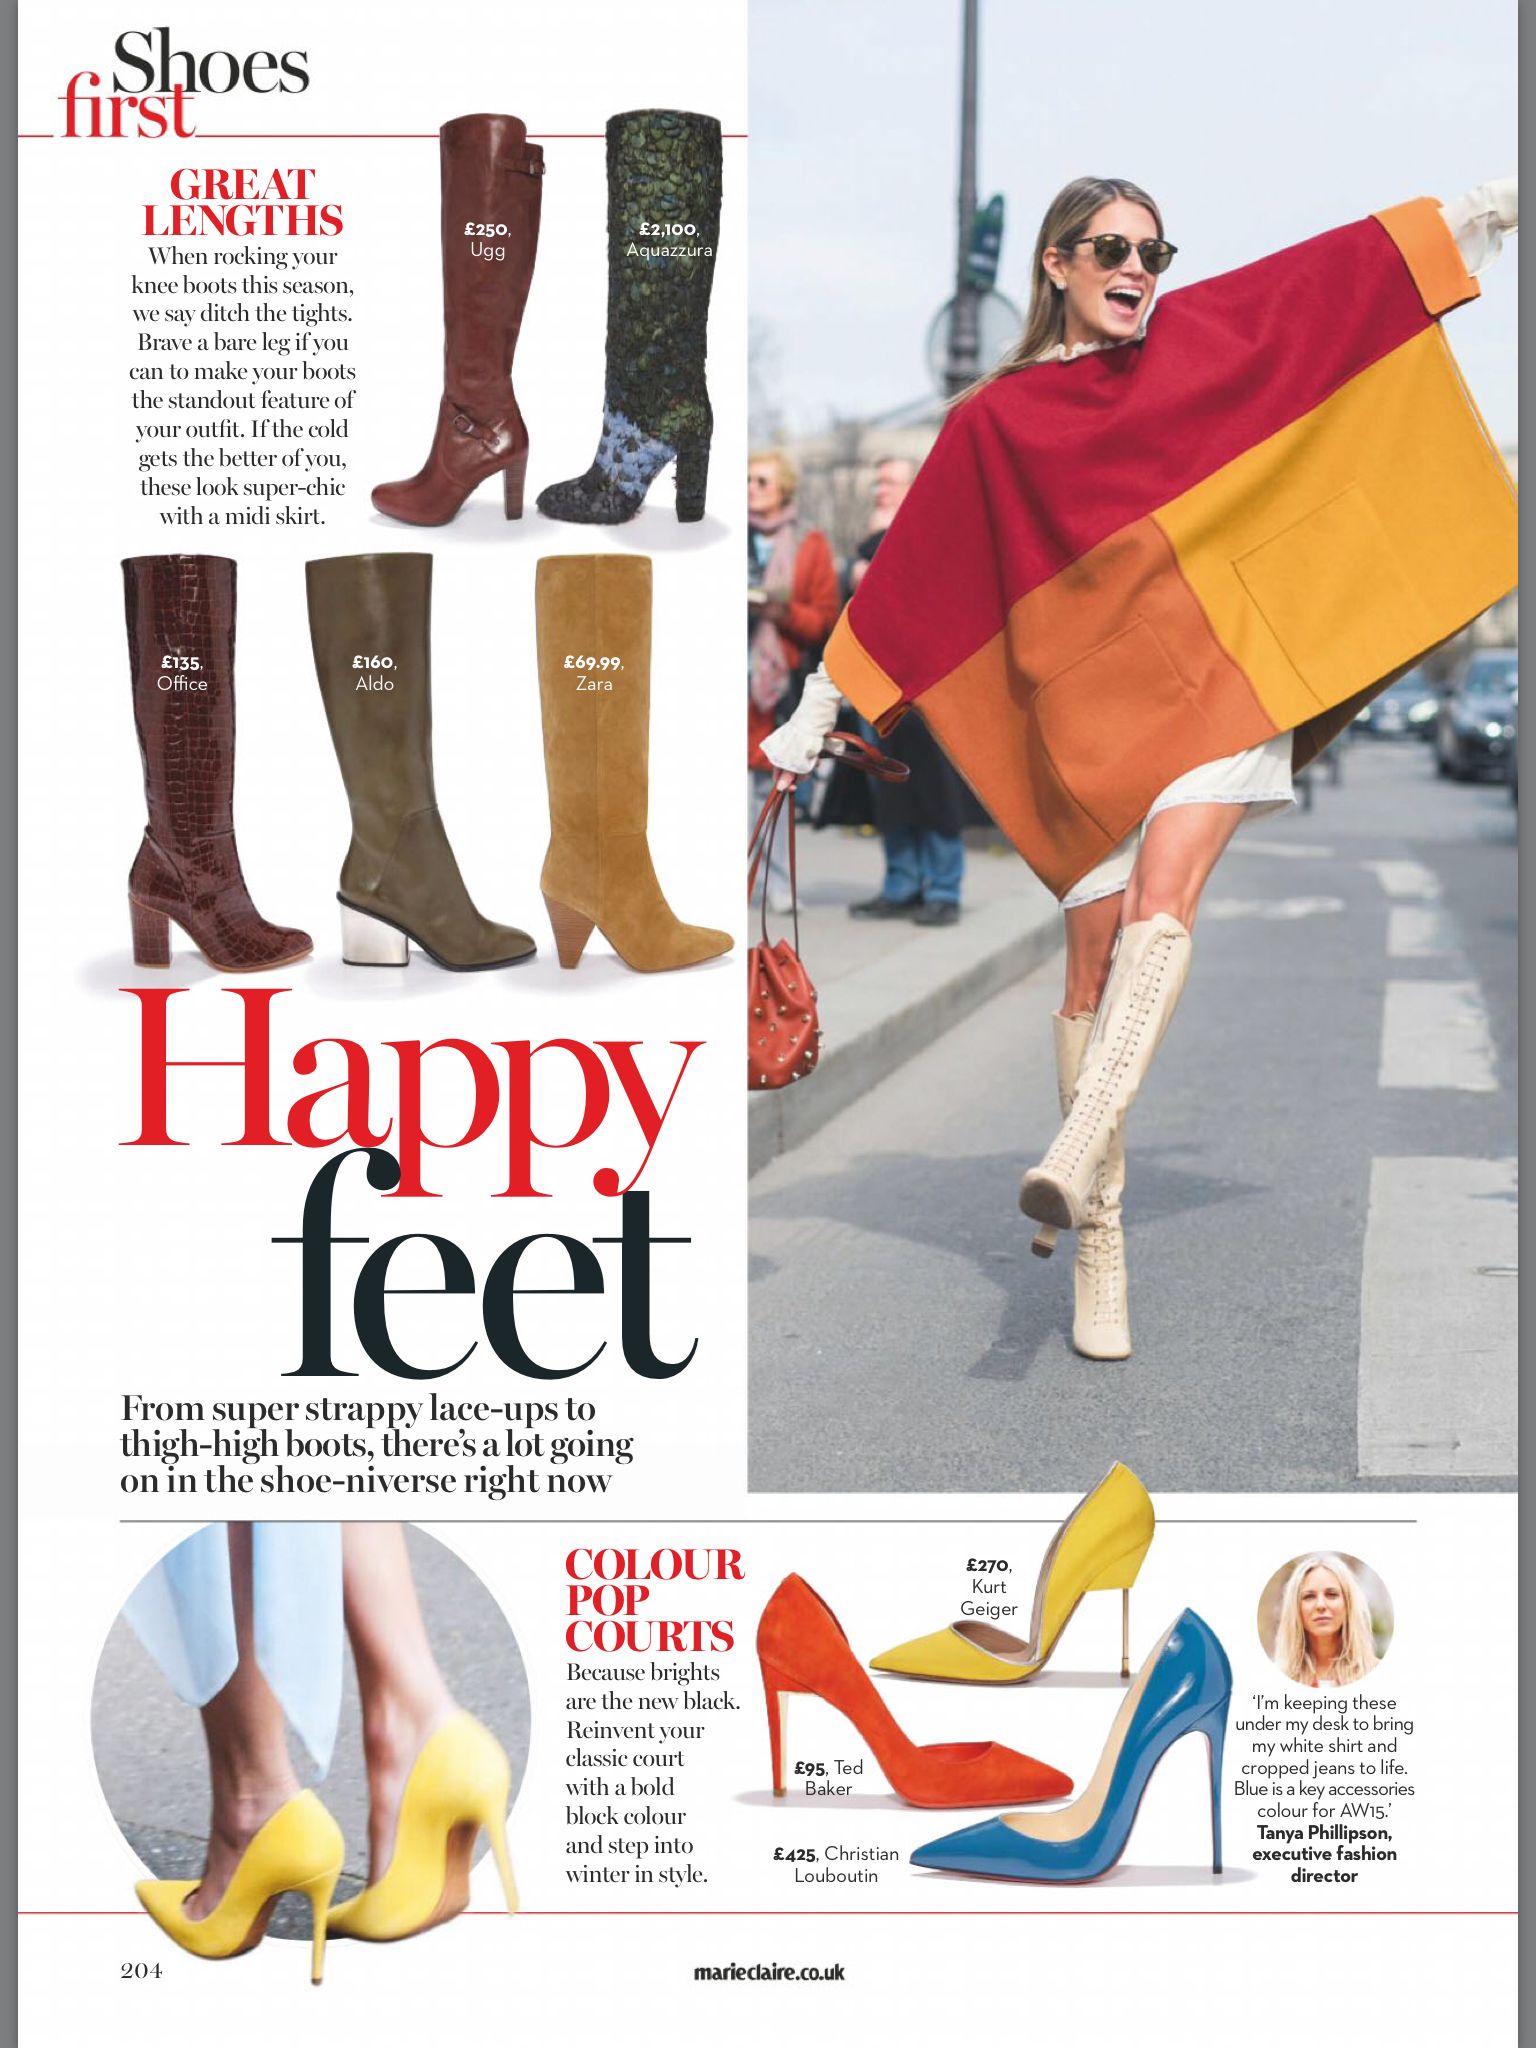 Shoes
first
GREAT
LENGTHS
When rocking your
knee boots this season,
we say ditch the tights.
Brave a bare leg if you
can to make your boots
the standout feature of
your outfit. If the cold
gets the better of you,
these look super-chic
with a midi skirt.
£250,
Ugg
£2,100,
Aquazzura
£135,
Office
£160,
Aldo
£69.99,
Zara
Happy
feet
From super strappy lace-ups to
thigh-high boots, there's a lot going
on in the shoe-niverse right now
COLOUR
POP
COURTS
Because brights
are the new black.
Reinvent your
classic court
with a bold
block colour
and step into
winter in style.
£270,
Kurt
Geiger
£95, Ted
Baker
£425, Christian
Louboutin
‘I'm keeping these
under my desk to bring
my white shirt and
cropped jeans to life.
Blue is a key accessories
colour for AW15.’
Tanya Phillipson,
executive fashion
director
204
marieclaire.co.uk